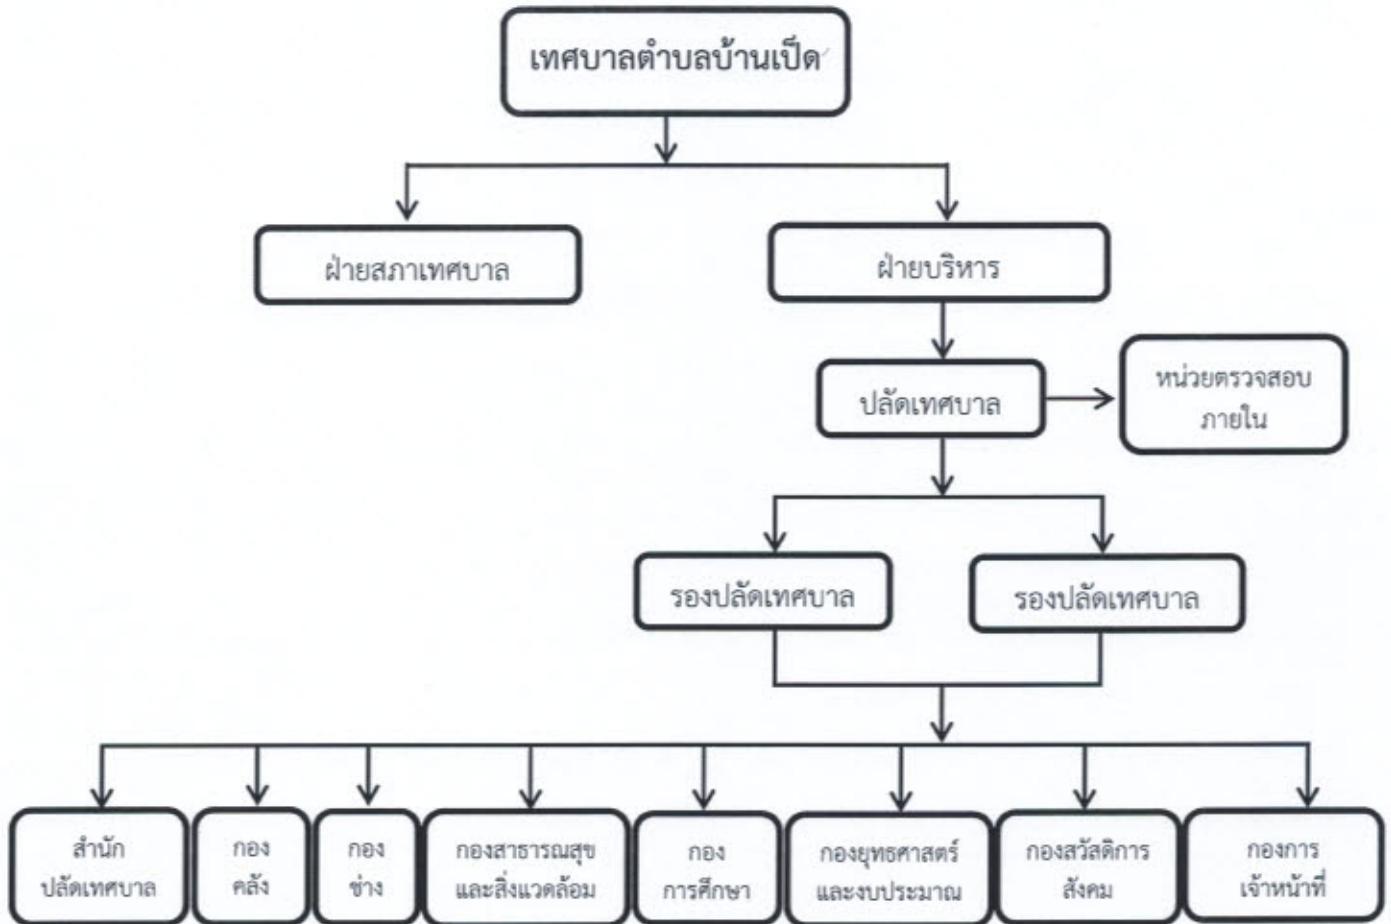 เทศบาลตำบลบ้านเป็ด
ฝ่ายสภาเทศบาล
ฝ่ายบริหาร
ปลัดเทศบาล
หน่วยตรวจสอบ
ภายใน
รองปลัดเทศบาล
รองปลัดเทศบาล
สำนัก
ปลัดเทศบาล
กอง
คลัง
กอง
ช่าง
กองสาธารณสุข
และสิ่งแวดล้อม
กอง
การศึกษา
กองยุทธศาสตร์
และงบประมาณ
กองสวัสดิการ
สังคม
กองการ
เจ้าหน้าที่